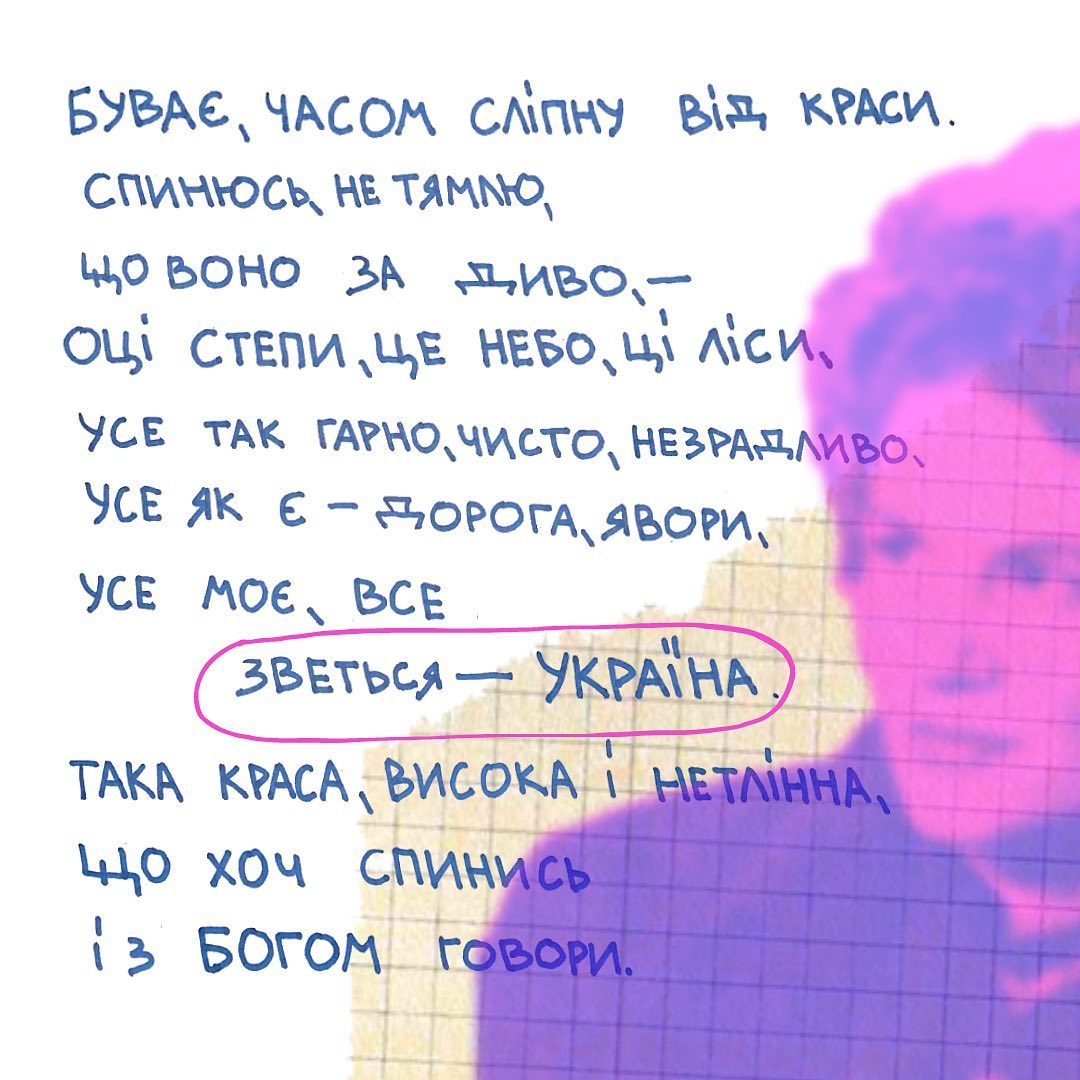 БУВАЄ, ЧАСОМ СЛІПНУ ВІД КРАСИ.
СПИНЮСЬ, НЕ ТЯМЛЮ,
ЩО ВОНО ЗА ДИВО,—
ОЦІ СТЕПИ, ЦЕ НЕБО, ЦІ ЛІСИ,
УСЕ ТАК ГАРНО, ЧИСТО, НЕЗРАДЛИВО,
УСЕ ЯК Є – ДОРОГА, ЯВОРИ,
УСЕ МОЄ, ВСЕ
ЗВЕТЬСЯ — УКРАЇНА.
ТАКА КРАСА, ВИСОКА І НЕТЛІННА,
ЩО ХОЧ СПИНИСЬ
І З БОГОМ ГОВОРИ.